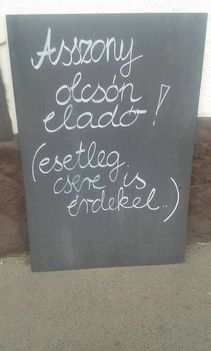 Asszony
olcsón
eladó!
(esetleg
csere is
érdekel..)